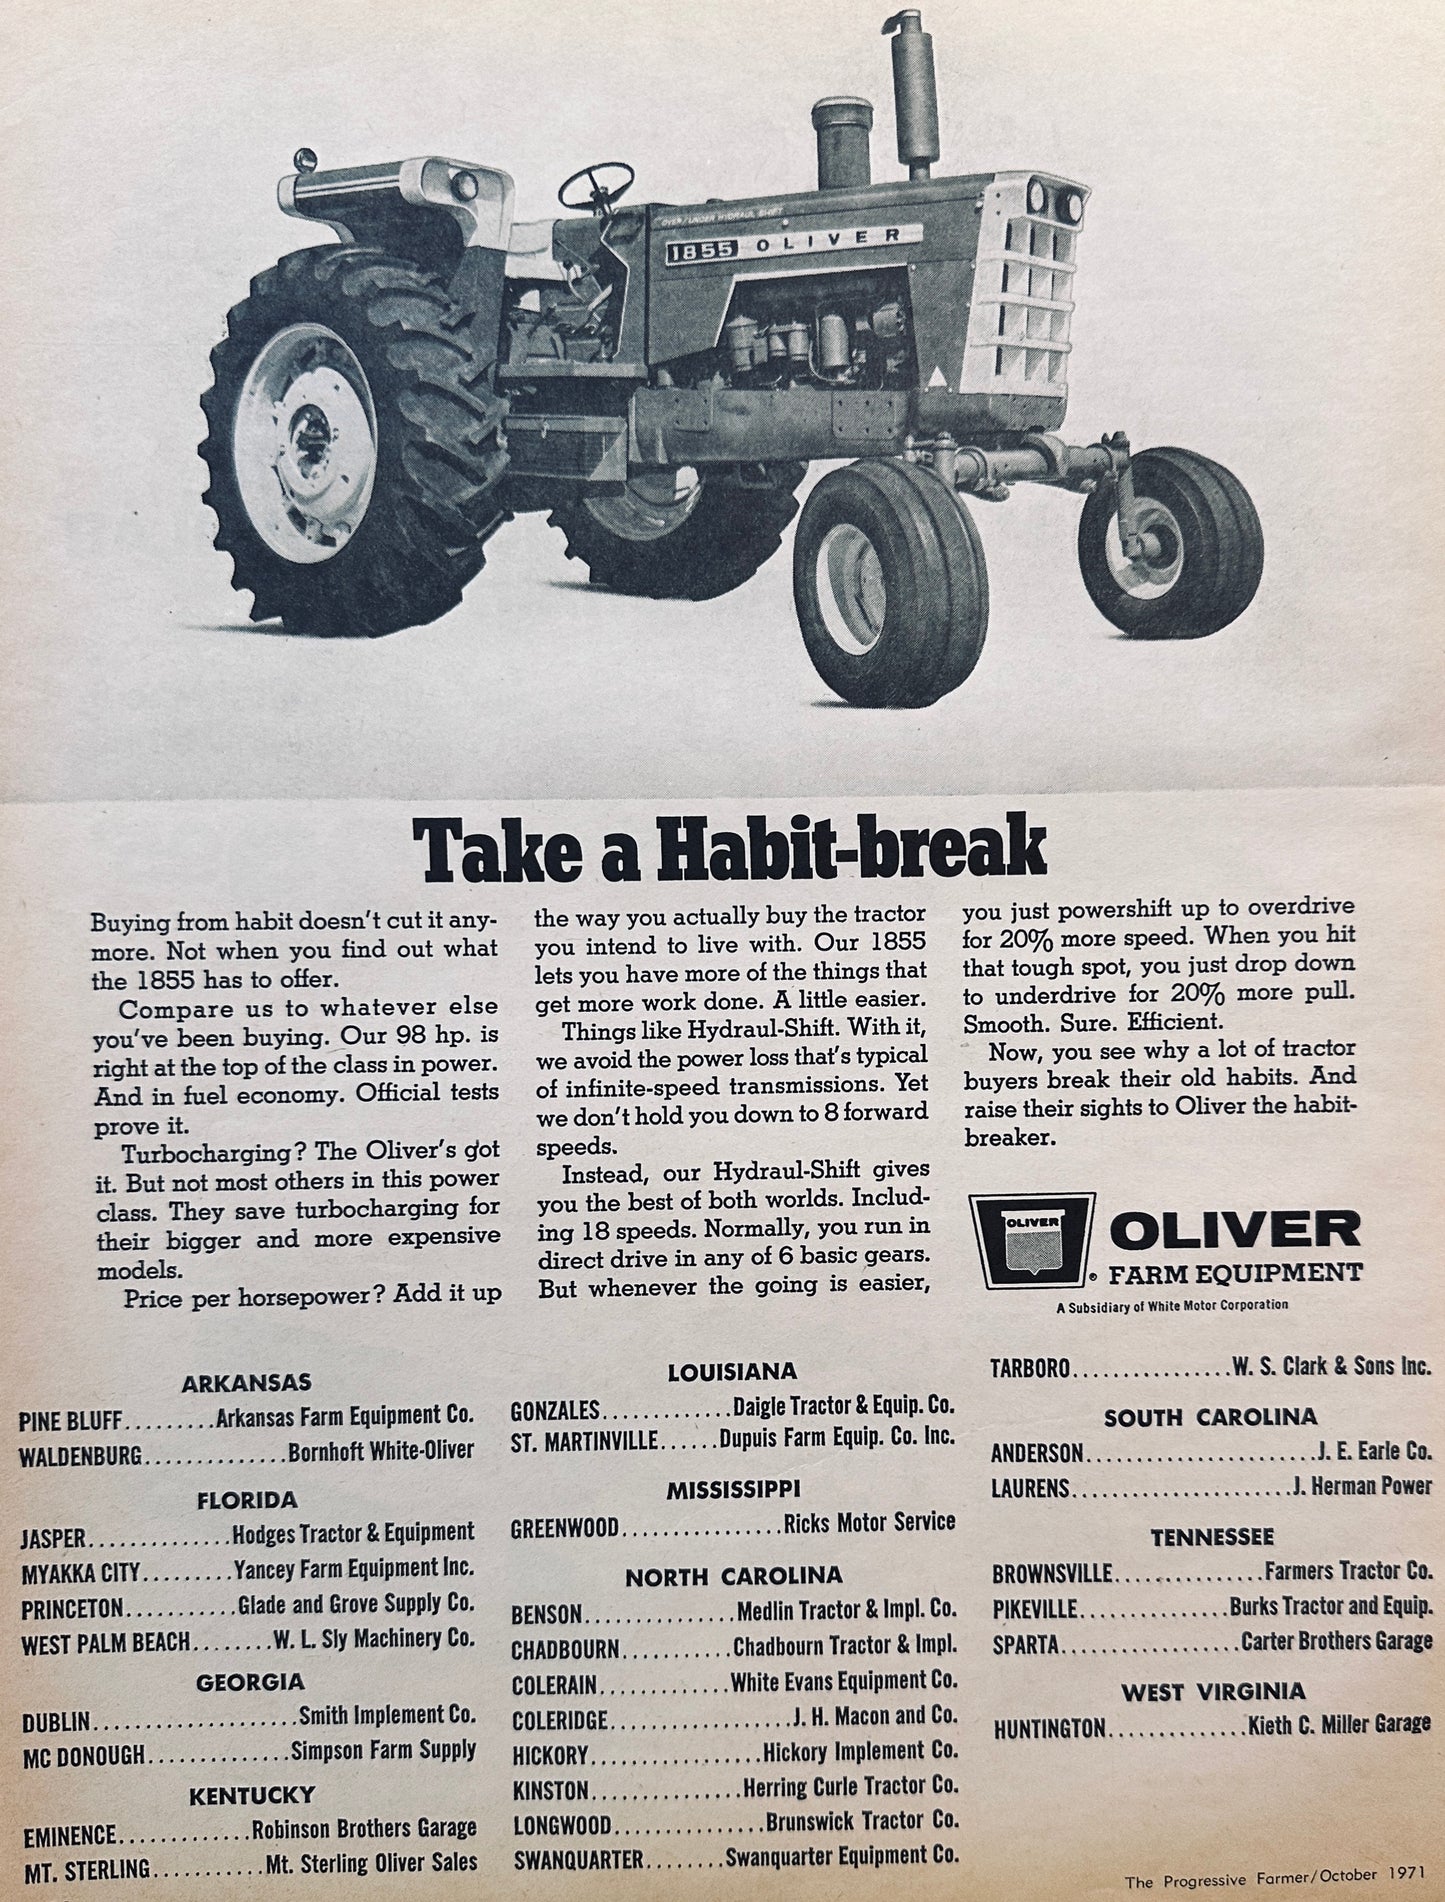 OVER/UNDER HYDRAUL SHIFT
1855 OLIVER
Take a Habit-break
Buying from habit doesn't cut it any-
more. Not when you find out what
the 1855 has to offer.
Compare us to whatever else
you've been buying. Our 98 hp. is
right at the top of the class in power.
And in fuel economy. Official tests
prove it.
Turbocharging? The Oliver's got
it. But not most others in this power
class. They save turbocharging for
their bigger and more expensive
models.
Price per horsepower? Add it up
the way you actually buy the tractor
you intend to live with. Our 1855
lets you have more of the things that
get more work done. A little easier.
Things like Hydraul-Shift. With it,
we avoid the power loss that's typical
of infinite-speed transmissions. Yet
we don't hold you down to 8 forward
speeds.
Instead, our Hydraul-Shift gives
you the best of both worlds. Includ-
ing 18 speeds. Normally, you run in
direct drive in any of 6 basic gears.
But whenever the going is easier,
you just powershift up to overdrive
for 20% more speed. When you hit
that tough spot, you just drop down
to underdrive for 20% more pull.
Smooth. Sure. Efficient.
Now, you see why a lot of tractor
buyers break their old habits. And
raise their sights to Oliver the habit-
breaker.
OLIVER
OLIVER
® FARM EQUIPMENT
A Subsidiary of White Motor Corporation
ARKANSAS
PINE BLUFF.........Arkansas Farm Equipment Co.
WALDENBURG..............Bornhoft White-Oliver
FLORIDA
JASPER..............Hodges Tractor & Equipment
MYAKKA CITY.........Yancey Farm Equipment Inc.
PRINCETON...........Glade and Grove Supply Co.
WEST PALM BEACH........W. L. Sly Machinery Co.
GEORGIA
DUBLIN....................Smith Implement Co.
MC DONOUGH..............Simpson Farm Supply
KENTUCKY
EMINENCE.............Robinson Brothers Garage
MT. STERLING...........Mt. Sterling Oliver Sales
LOUISIANA
GONZALES.............Daigle Tractor & Equip. Co.
ST. MARTINVILLE......Dupuis Farm Equip. Co. Inc.
MISSISSIPPI
GREENWOOD................Ricks Motor Service
NORTH CAROLINA
BENSON...............Medlin Tractor & Impl. Co.
CHADBOURN...........Chadbourn Tractor & Impl.
COLERAIN.............White Evans Equipment Co.
COLERIDGE..................J. H. Macon and Co.
HICKORY.................Hickory Implement Co.
KINSTON...............Herring Curle Tractor Co.
LONGWOOD...............Brunswick Tractor Co.
SWANQUARTER........Swanquarter Equipment Co.
TARBORO................W. S. Clark & Sons Inc.
SOUTH CAROLINA
ANDERSON.......................J. E. Earle Co.
LAURENS......................J. Herman Power
TENNESSEE
BROWNSVILLE...............Farmers Tractor Co.
PIKEVILLE...............Burks Tractor and Equip.
SPARTA..................Carter Brothers Garage
WEST VIRGINIA
HUNTINGTON..............Kieth C. Miller Garage
The Progressive Farmer/October 1971